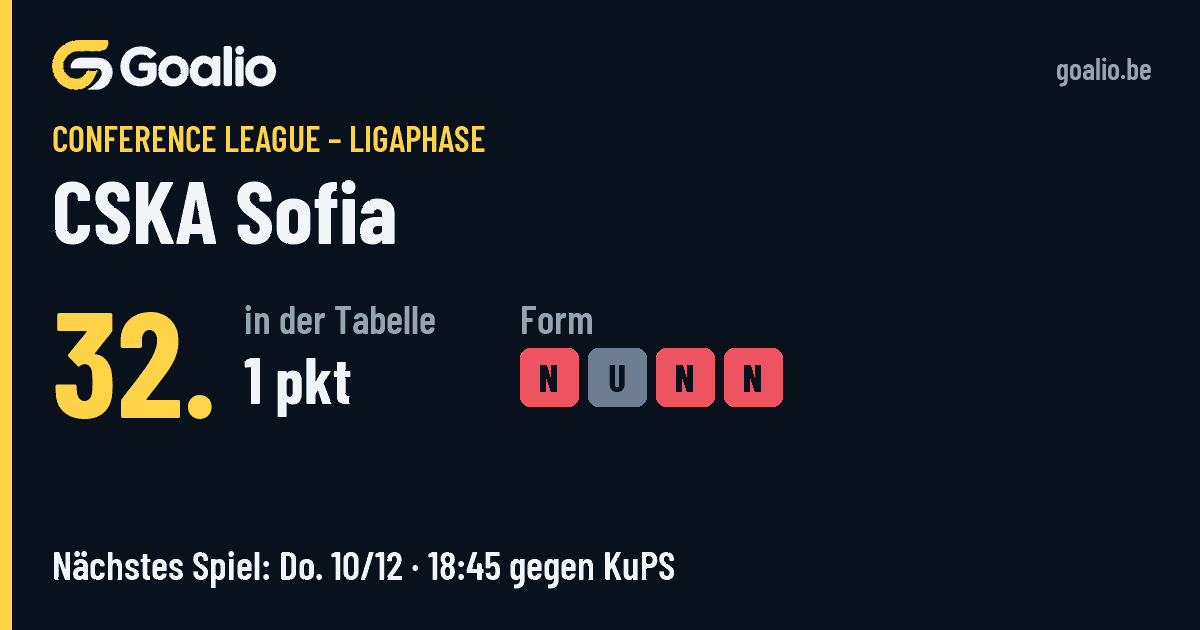 Goalio
goalio.be
CONFERENCE LEAGUE – LIGAPHASE
CSKA Sofia
32.
in der Tabelle
1 pkt
Form
N U N N
Nächstes Spiel: Do. 10/12 · 18:45 gegen KuPS